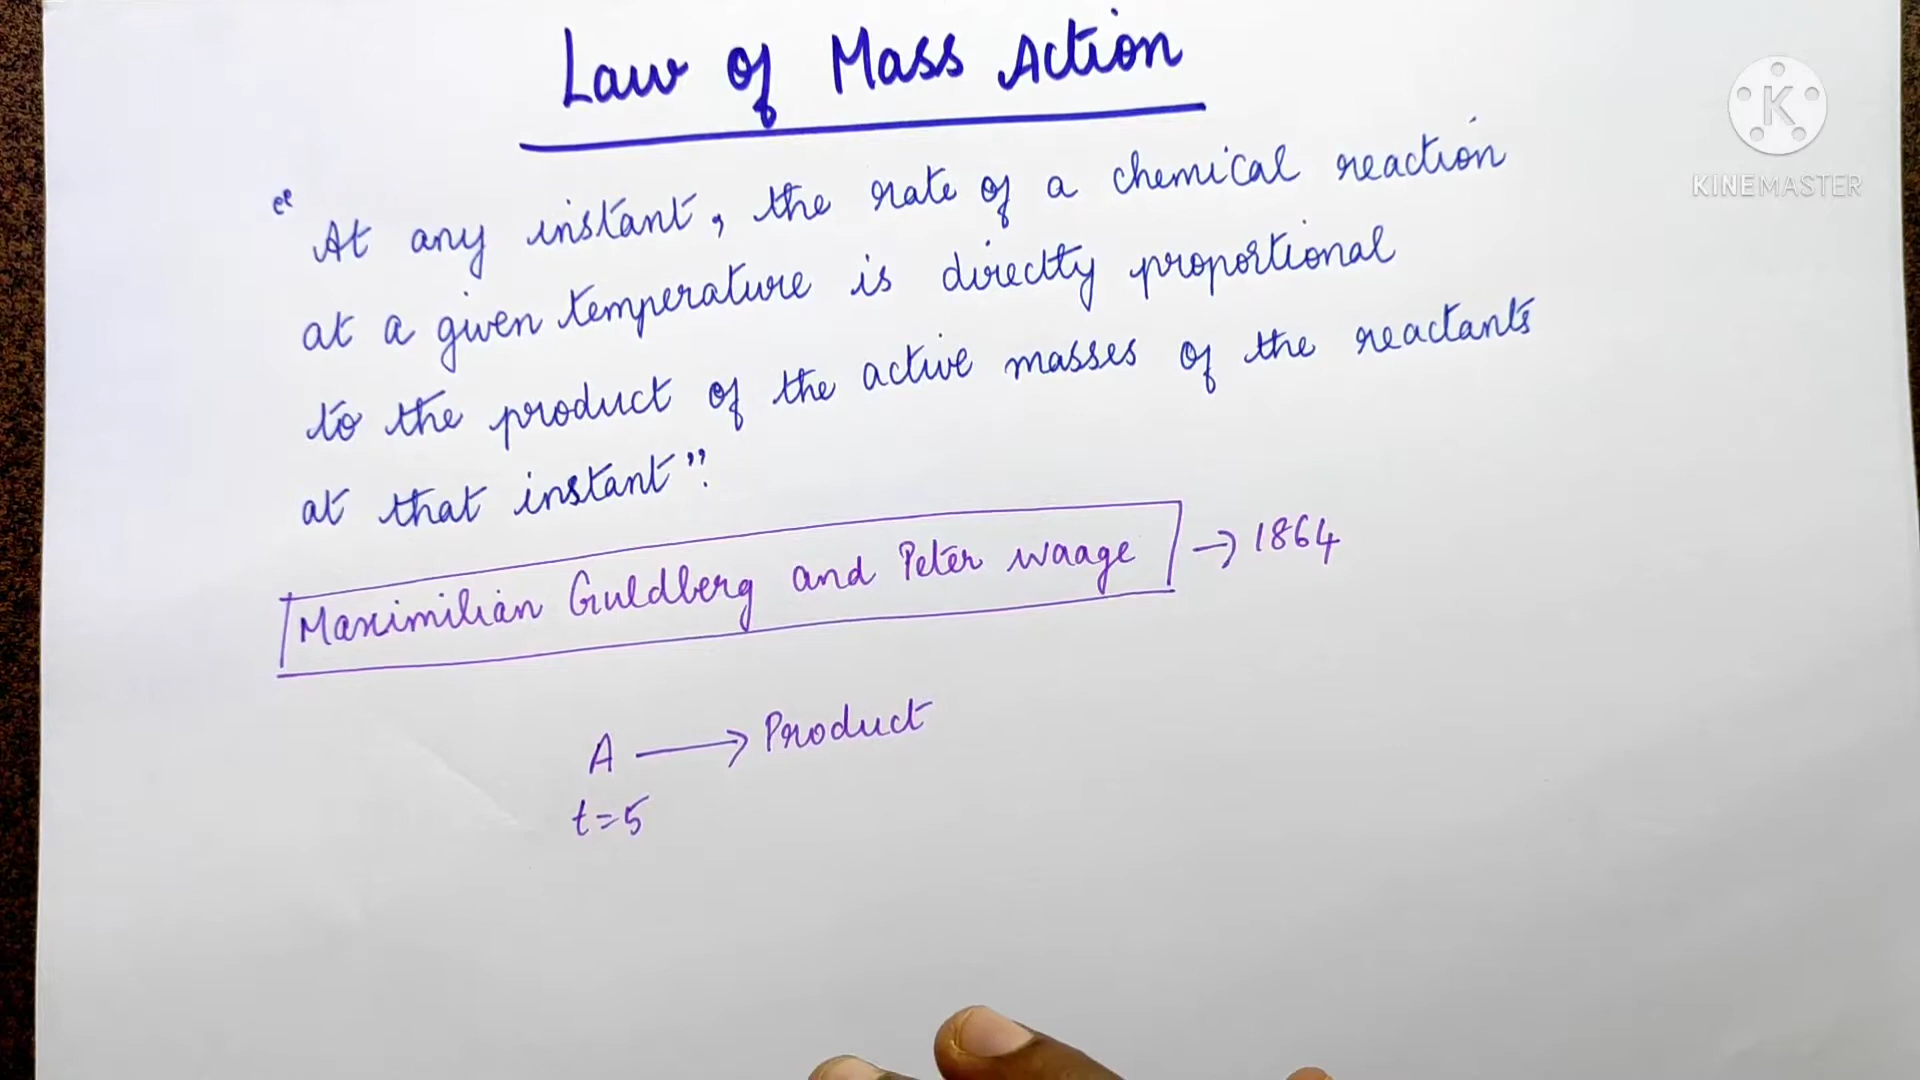 Law of Mass Action
K
KINEMASTER
“ At any instant, the rate of a chemical reaction
at a given temperature is directly proportional
to the product of the active masses of the reactants
at that instant”.
Maximilian Guldberg and Peter waage → 1864
A → Product
t=5